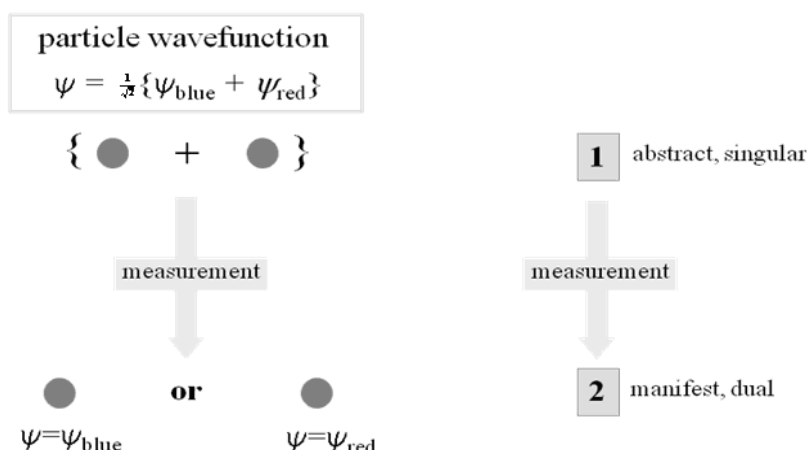 particle wavefunction
ψ = 1/√2 {ψblue + ψred}
{ + }
1 abstract, singular
measurement
measurement
or
2 manifest, dual
ψ=ψblue
ψ=ψred